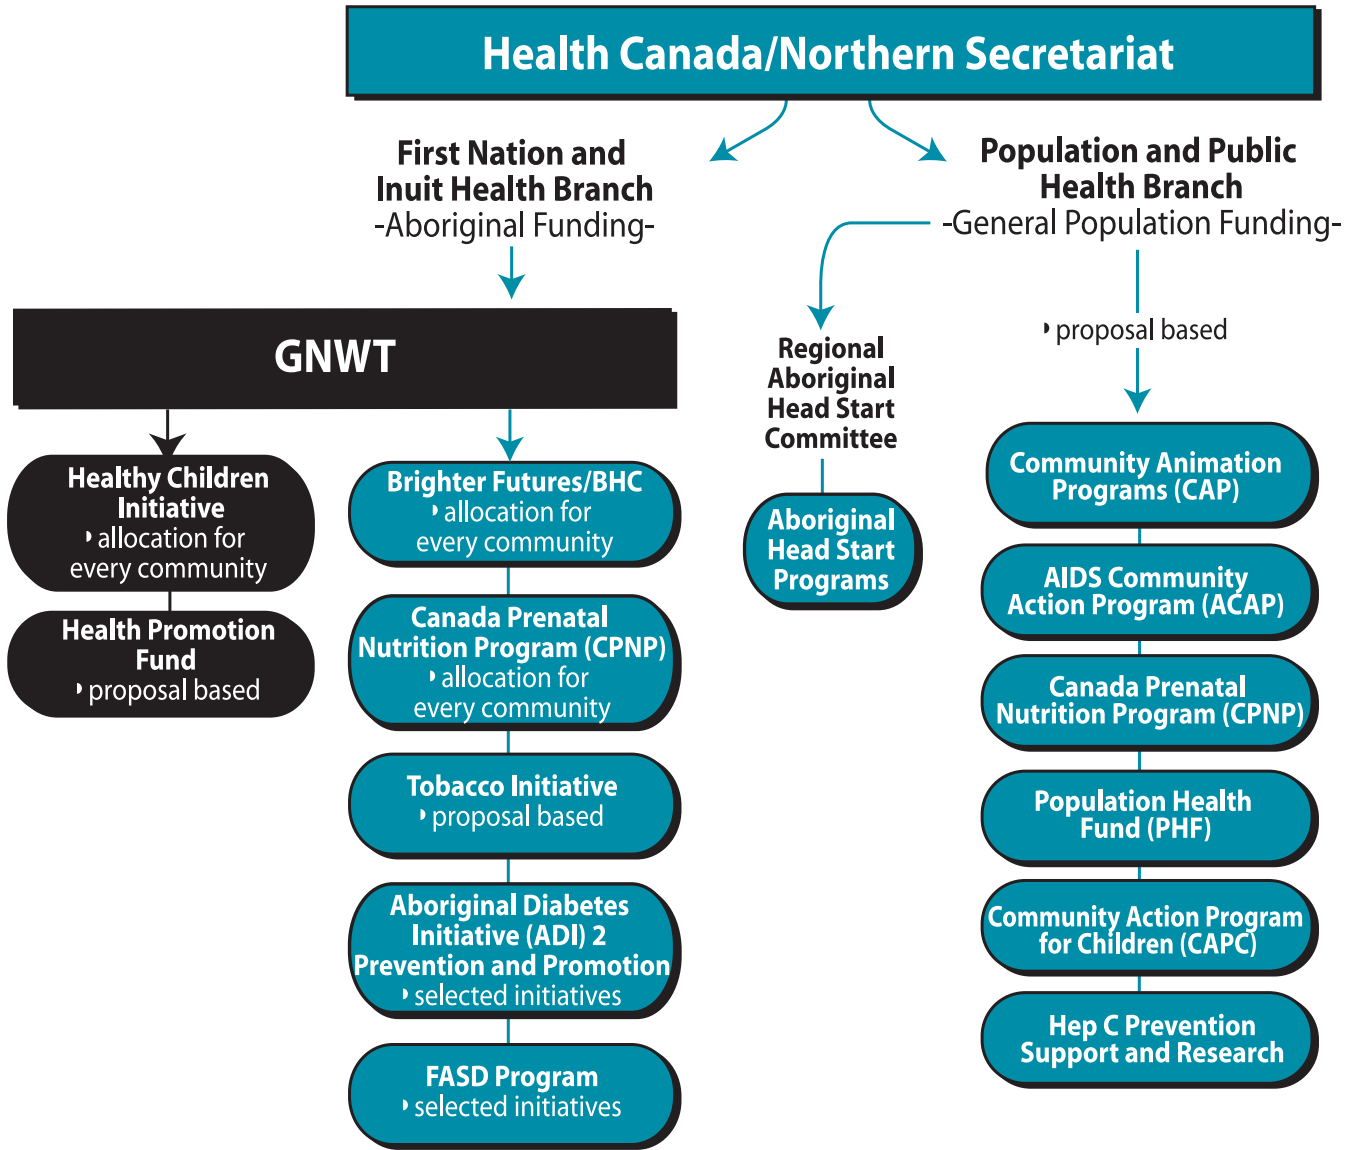 Health Canada/Northern Secretariat
First Nation and
Inuit Health Branch
-Aboriginal Funding-
Population and Public
Health Branch
-General Population Funding-
GNWT
Healthy Children
Initiative
◗ allocation for
every community
Health Promotion
Fund
◗ proposal based
Brighter Futures/BHC
◗ allocation for
every community
Canada Prenatal
Nutrition Program (CPNP)
◗ allocation for
every community
Tobacco Initiative
◗ proposal based
Aboriginal Diabetes
Initiative (ADI) 2
Prevention and Promotion
◗ selected initiatives
FASD Program
◗ selected initiatives
Regional
Aboriginal
Head Start
Committee
Aboriginal
Head Start
Programs
◗ proposal based
Community Animation
Programs (CAP)
AIDS Community
Action Program (ACAP)
Canada Prenatal
Nutrition Program (CPNP)
Population Health
Fund (PHF)
Community Action Program
for Children (CAPC)
Hep C Prevention
Support and Research